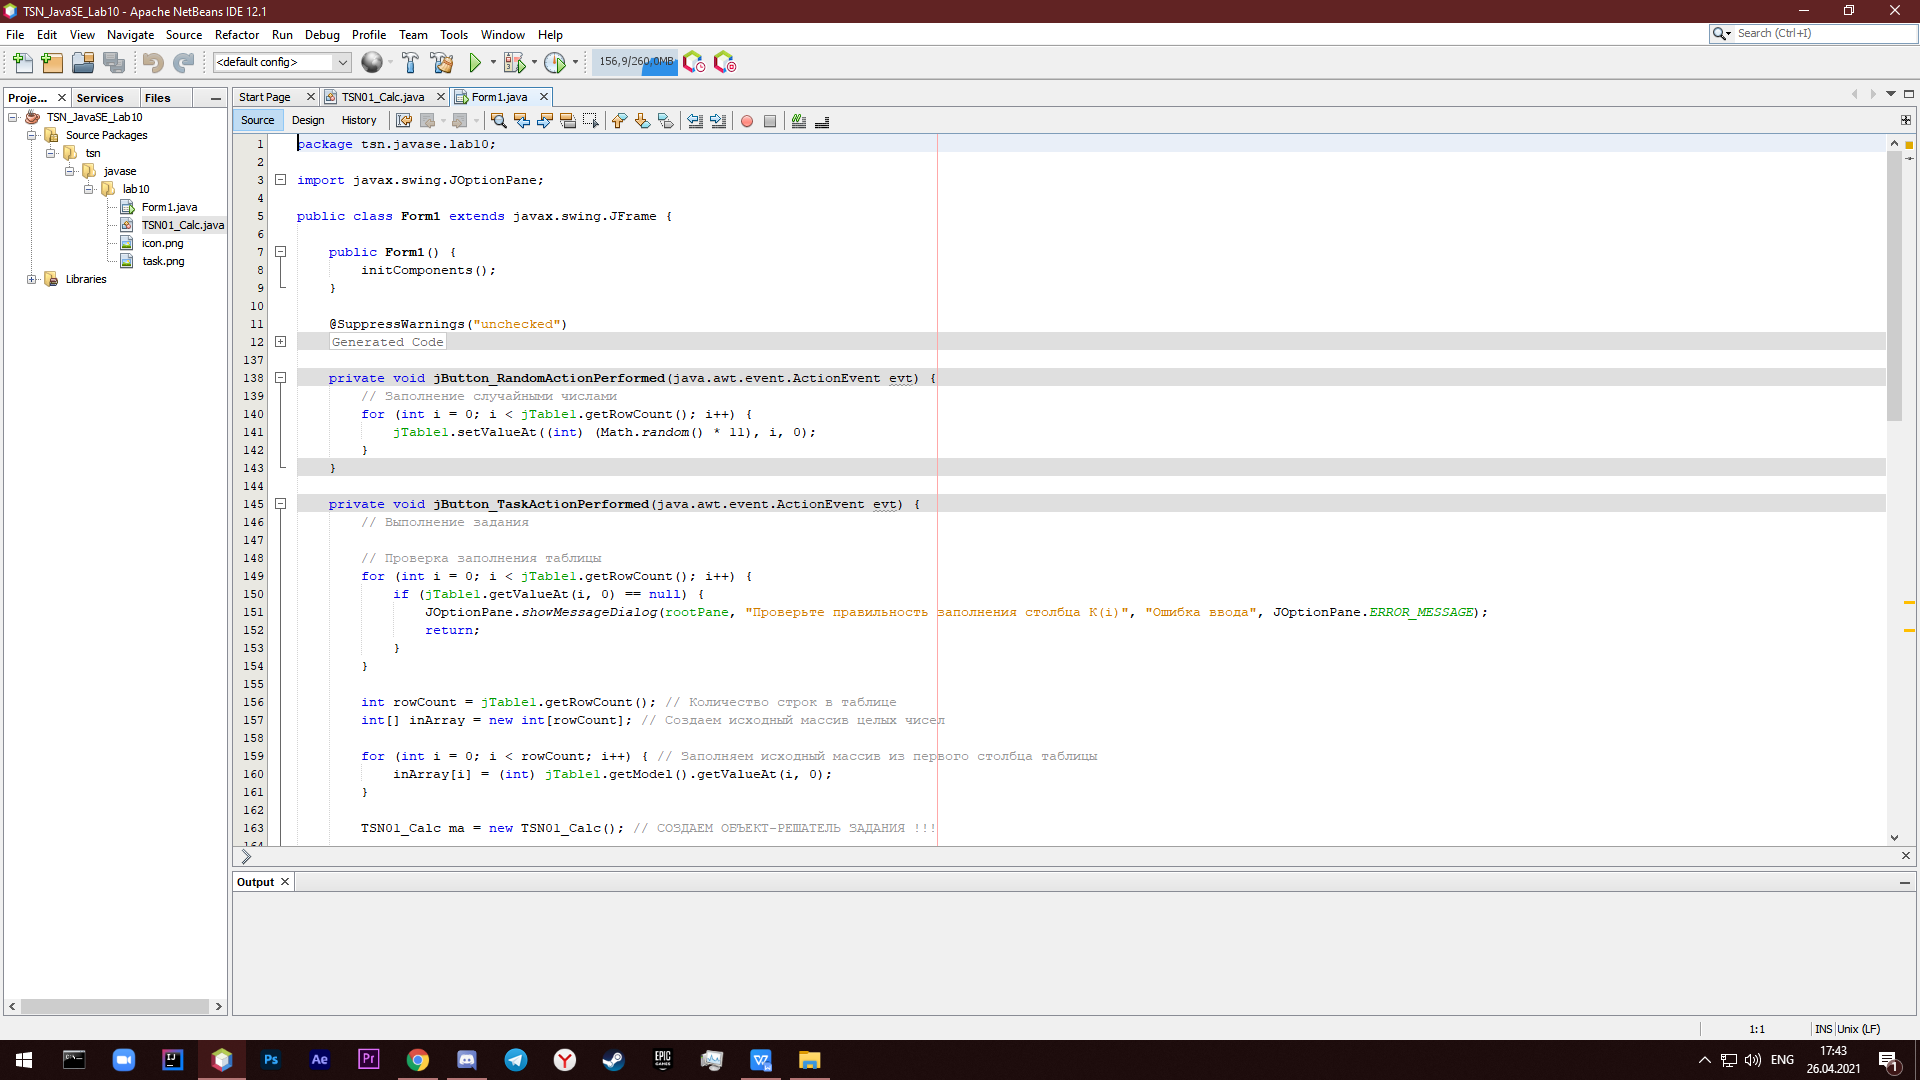 TSN_JavaSE_Lab10 - Apache NetBeans IDE 12.1
File Edit View Navigate Source Refactor Run Debug Profile Team Tools Window Help
Search (Ctrl+I)
<default config>
156,9/260,0MB
Proje... Services Files
Start Page TSN01_Calc.java Form1.java
Source Design History
TSN_JavaSE_Lab10
Source Packages
tsn
javase
lab10
Form1.java
TSN01_Calc.java
icon.png
task.png
Libraries
1 package tsn.javase.lab10;
2
3 import javax.swing.JOptionPane;
4
5 public class Form1 extends javax.swing.JFrame {
6
7 public Form1() {
8 initComponents();
9 }
10
11 @SuppressWarnings("unchecked")
12 Generated Code
137
138 private void jButton_RandomActionPerformed(java.awt.event.ActionEvent evt) {
139 // Заполнение случайными числами
140 for (int i = 0; i < jTable1.getRowCount(); i++) {
141 jTable1.setValueAt((int) (Math.random() * 11), i, 0);
142 }
143 }
144
145 private void jButton_TaskActionPerformed(java.awt.event.ActionEvent evt) {
146 // Выполнение задания
147
148 // Проверка заполнения таблицы
149 for (int i = 0; i < jTable1.getRowCount(); i++) {
150 if (jTable1.getValueAt(i, 0) == null) {
151 JOptionPane.showMessageDialog(rootPane, "Проверьте правильность заполнения столбца K(i)", "Ошибка ввода", JOptionPane.ERROR_MESSAGE);
152 return;
153 }
154 }
155
156 int rowCount = jTable1.getRowCount(); // Количество строк в таблице
157 int[] inArray = new int[rowCount]; // Создаем исходный массив целых чисел
158
159 for (int i = 0; i < rowCount; i++) { // Заполняем исходный массив из первого столбца таблицы
160 inArray[i] = (int) jTable1.getModel().getValueAt(i, 0);
161 }
162
163 TSN01_Calc ma = new TSN01_Calc(); // СОЗДАЕМ ОБЪЕКТ-РЕШАТЕЛЬ ЗАДАНИЯ !!!
164
Output
1:1 INS Unix (LF)
Ps Ae Pr
EPIC GAMES
ENG
17:43
26.04.2021
1